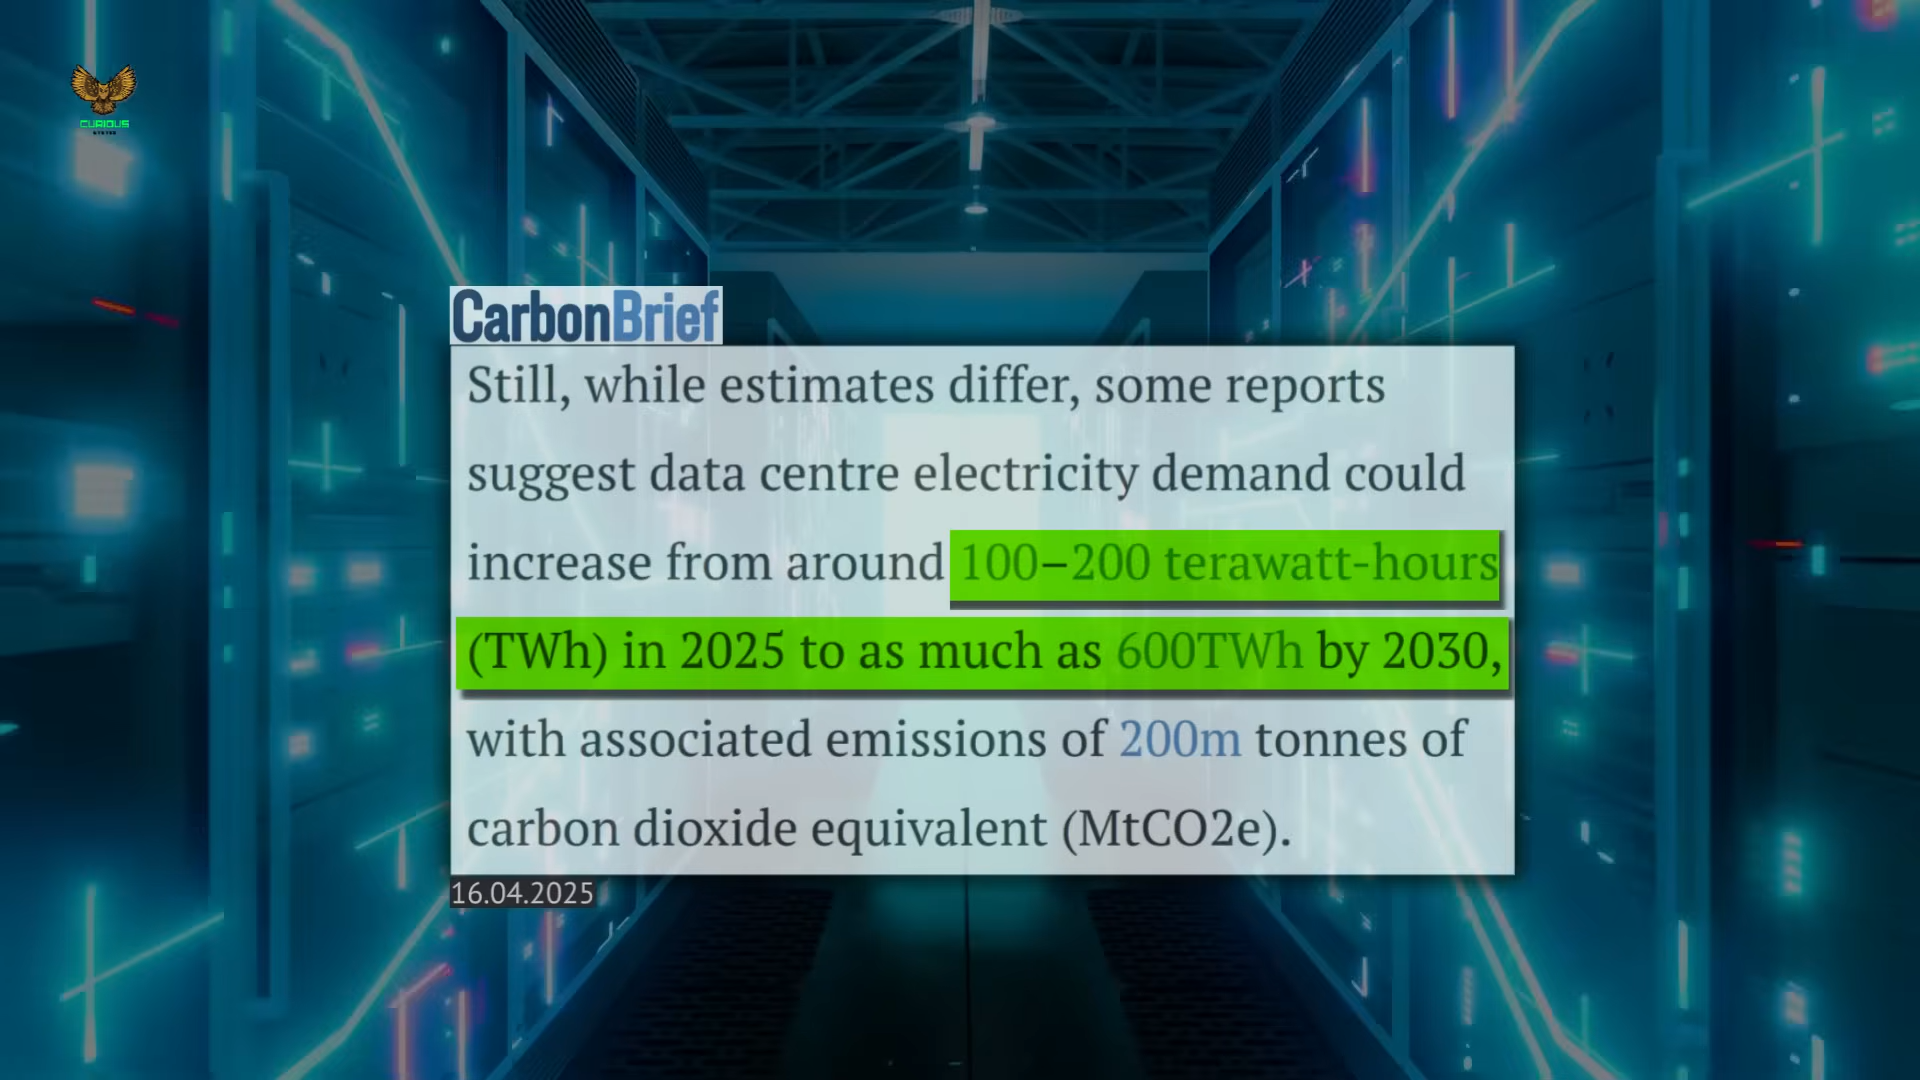 CURIOUS
CarbonBrief
Still, while estimates differ, some reports
suggest data centre electricity demand could
increase from around 100–200 terawatt-hours
(TWh) in 2025 to as much as 600TWh by 2030,
with associated emissions of 200m tonnes of
carbon dioxide equivalent (MtCO2e).
16.04.2025